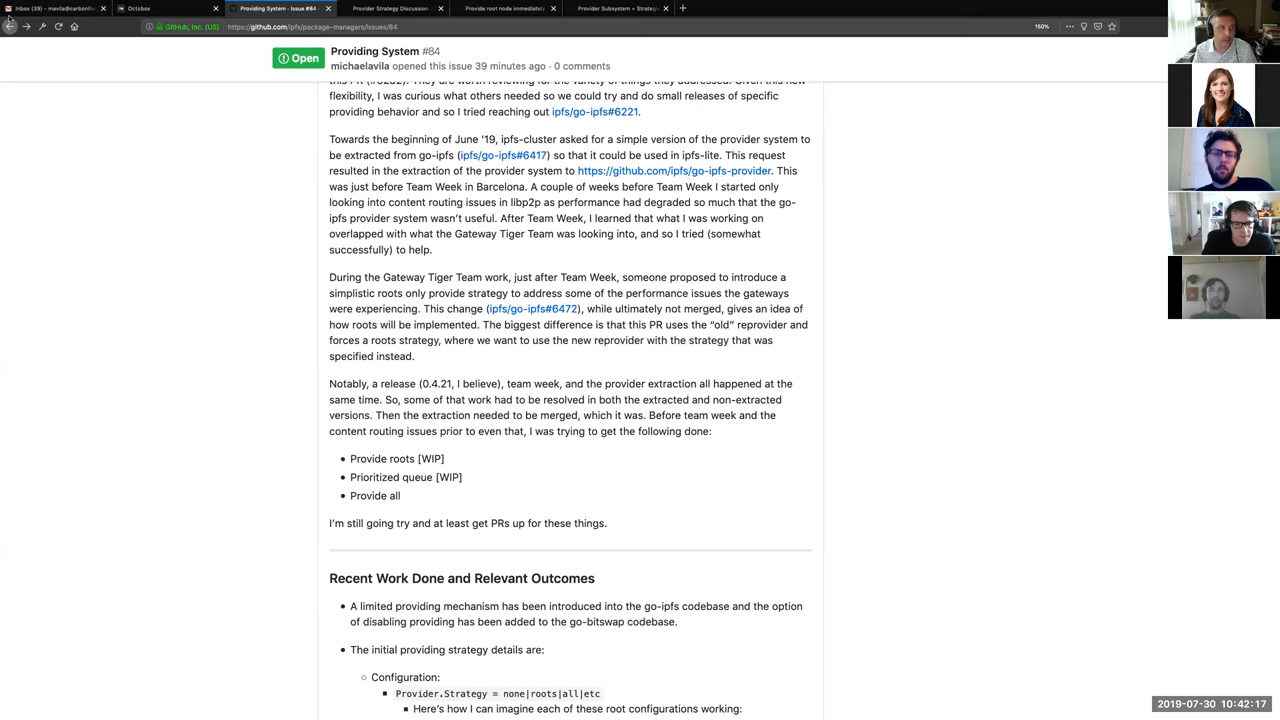 Inbox (39) - mavila@carbonfiv
Octobox
Providing System · Issue #84 ·
Provider Strategy Discussion
Provide root node immediately
Provider Subsystem + Strategi
GitHub, Inc. (US)
https://github.com/ipfs/package-managers/issues/84
150%
Open
Providing System #84
michaelavila opened this issue 39 minutes ago · 0 comments
this PR (#6232). They are worth reviewing for the variety of things they addressed. Given this new
flexibility, I was curious what others needed so we could try and do small releases of specific
providing behavior and so I tried reaching out ipfs/go-ipfs#6221.
Towards the beginning of June '19, ipfs-cluster asked for a simple version of the provider system to
be extracted from go-ipfs (ipfs/go-ipfs#6417) so that it could be used in ipfs-lite. This request
resulted in the extraction of the provider system to https://github.com/ipfs/go-ipfs-provider. This
was just before Team Week in Barcelona. A couple of weeks before Team Week I started only
looking into content routing issues in libp2p as performance had degraded so much that the go-
ipfs provider system wasn't useful. After Team Week, I learned that what I was working on
overlapped with what the Gateway Tiger Team was looking into, and so I tried (somewhat
successfully) to help.
During the Gateway Tiger Team work, just after Team Week, someone proposed to introduce a
simplistic roots only provide strategy to address some of the performance issues the gateways
were experiencing. This change (ipfs/go-ipfs#6472), while ultimately not merged, gives an idea of
how roots will be implemented. The biggest difference is that this PR uses the “old” reprovider and
forces a roots strategy, where we want to use the new reprovider with the strategy that was
specified instead.
Notably, a release (0.4.21, I believe), team week, and the provider extraction all happened at the
same time. So, some of that work had to be resolved in both the extracted and non-extracted
versions. Then the extraction needed to be merged, which it was. Before team week and the
content routing issues prior to even that, I was trying to get the following done:
• Provide roots [WIP]
• Prioritized queue [WIP]
• Provide all
I'm still going try and at least get PRs up for these things.
Recent Work Done and Relevant Outcomes
• A limited providing mechanism has been introduced into the go-ipfs codebase and the option
of disabling providing has been added to the go-bitswap codebase.
• The initial providing strategy details are:
○ Configuration:
▪ Provider.Strategy = none|roots|all|etc
▪ Here's how I can imagine each of these root configurations working:
2019-07-30 10:42:17